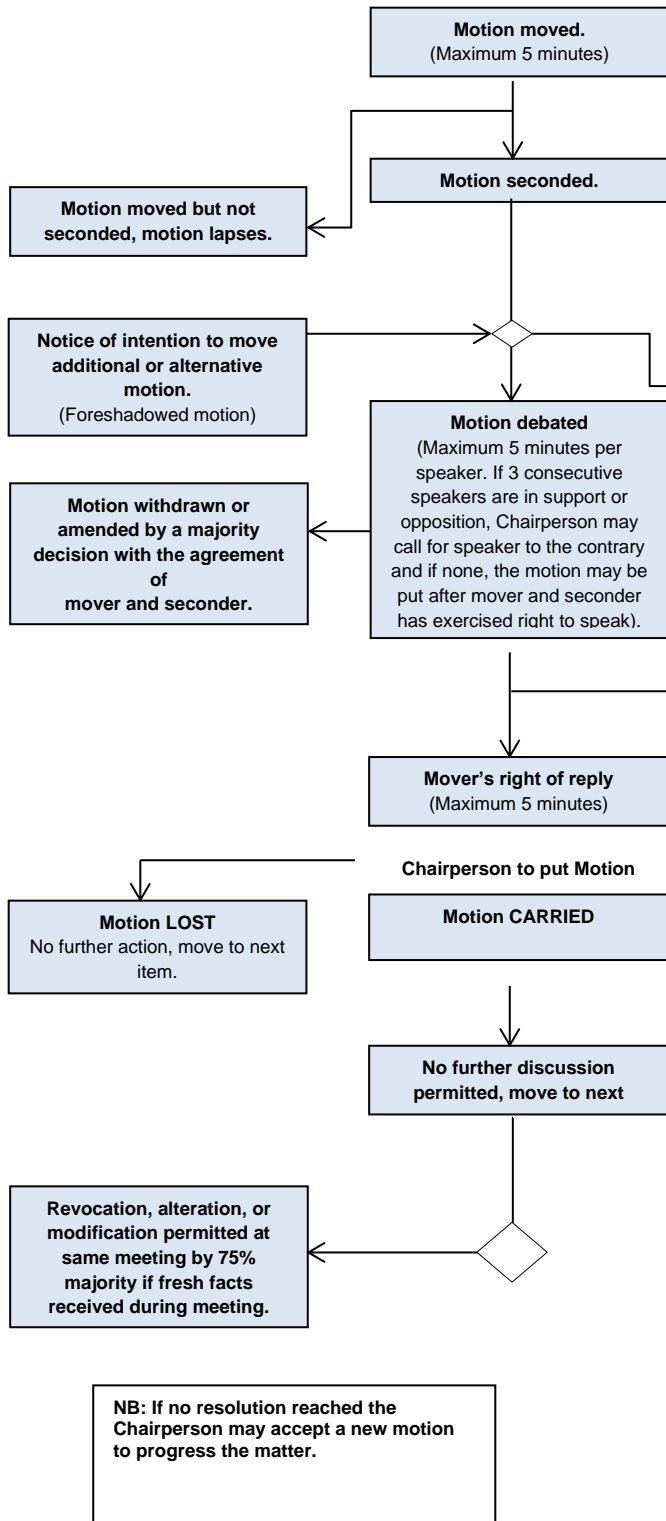 Motion moved.
(Maximum 5 minutes)
Motion seconded.
Motion moved but not
seconded, motion lapses.
Notice of intention to move
additional or alternative
motion.
(Foreshadowed motion)
Motion debated
(Maximum 5 minutes per
speaker. If 3 consecutive
speakers are in support or
opposition, Chairperson may
call for speaker to the contrary
and if none, the motion may be
put after mover and seconder
has exercised right to speak).
Motion withdrawn or
amended by a majority
decision with the agreement
of
mover and seconder.
Mover’s right of reply
(Maximum 5 minutes)
Chairperson to put Motion
Motion LOST
No further action, move to next
item.
Motion CARRIED
No further discussion
permitted, move to next
Revocation, alteration, or
modification permitted at
same meeting by 75%
majority if fresh facts
received during meeting.
NB: If no resolution reached the
Chairperson may accept a new motion
to progress the matter.